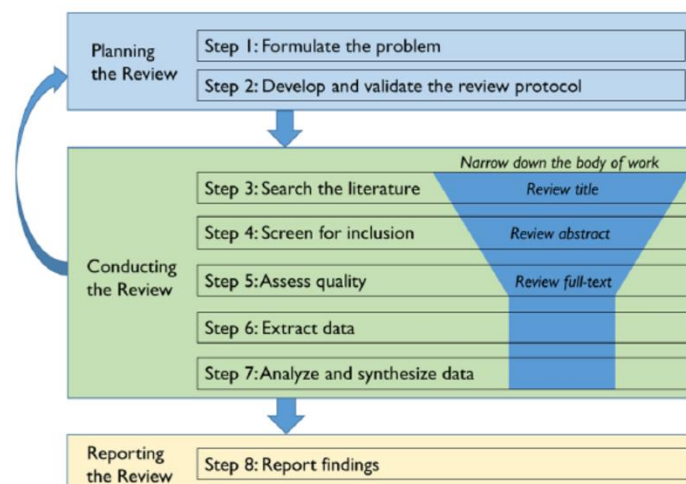 Planning
the Review
Step 1: Formulate the problem
Step 2: Develop and validate the review protocol
Narrow down the body of work
Conducting
the Review
Step 3: Search the literature
Review title
Step 4: Screen for inclusion
Review abstract
Step 5: Assess quality
Review full-text
Step 6: Extract data
Step 7: Analyze and synthesize data
Reporting
the Review
Step 8: Report findings